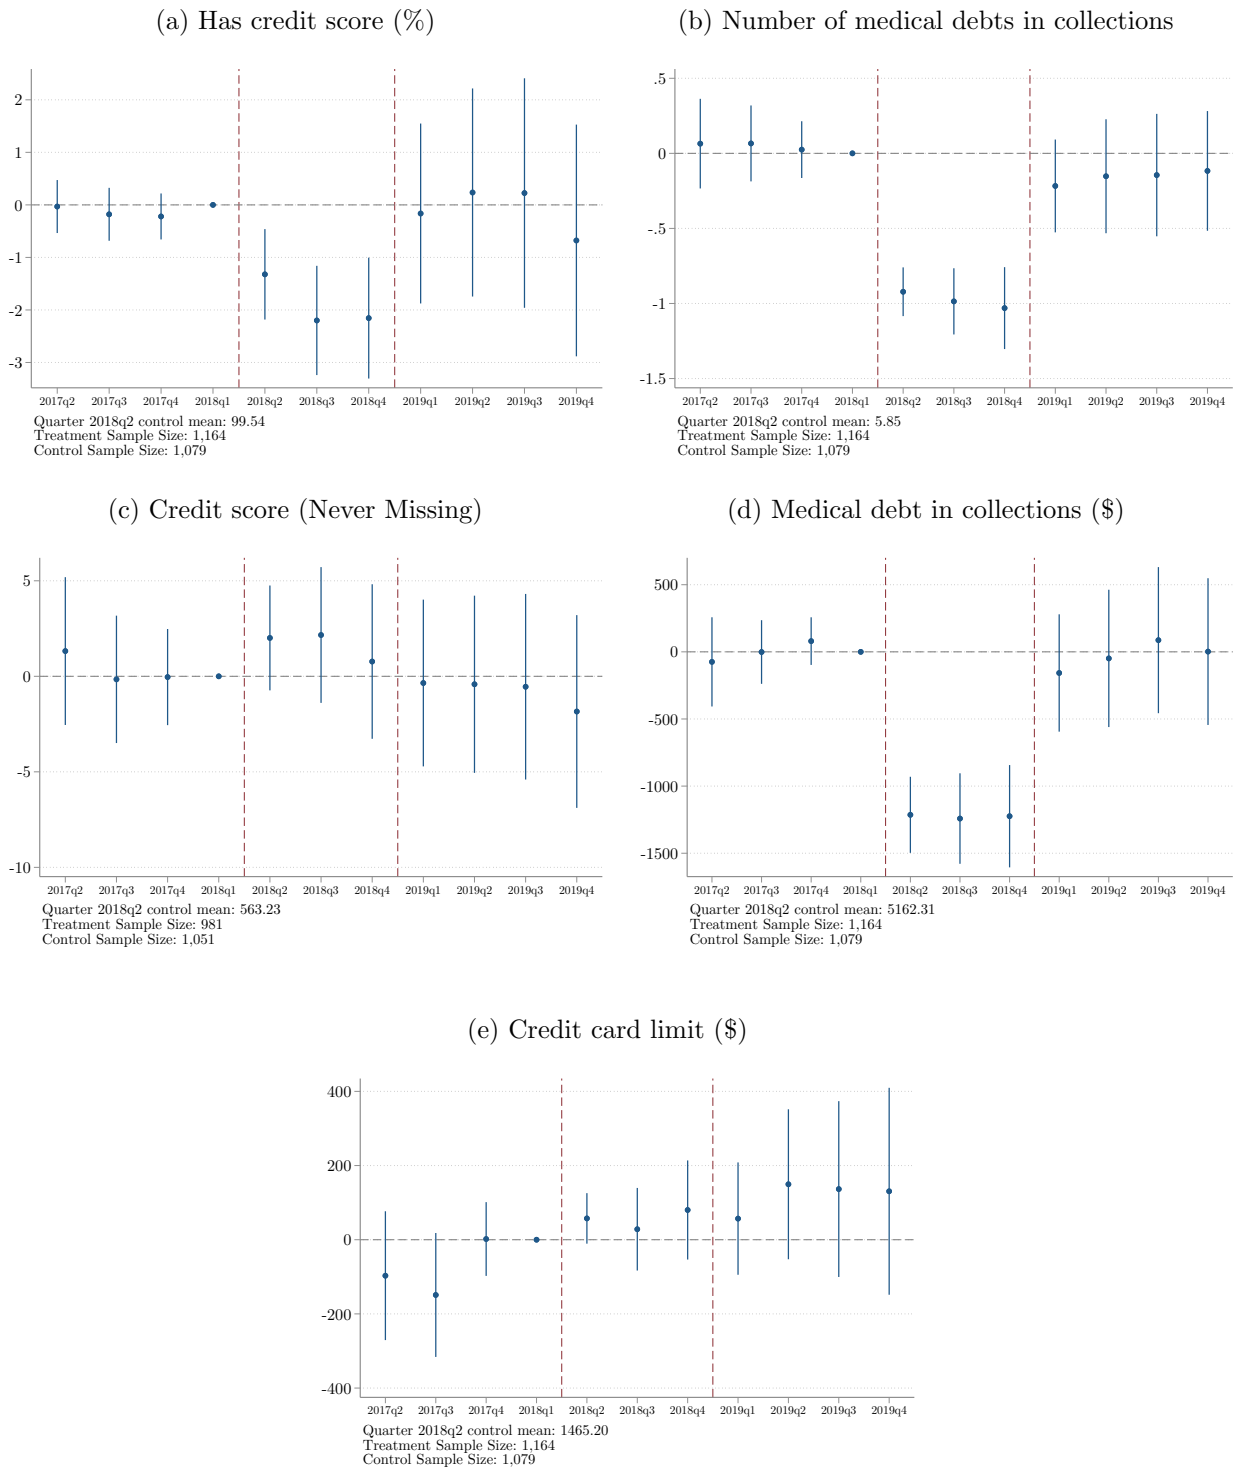 (a) Has credit score (%)
2
1
0
-1
-2
-3
2017q2 2017q3 2017q4 2018q1 2018q2 2018q3 2018q4 2019q1 2019q2 2019q3 2019q4
Quarter 2018q2 control mean: 99.54
Treatment Sample Size: 1,164
Control Sample Size: 1,079
(b) Number of medical debts in collections
.5
0
-.5
-1
-1.5
2017q2 2017q3 2017q4 2018q1 2018q2 2018q3 2018q4 2019q1 2019q2 2019q3 2019q4
Quarter 2018q2 control mean: 5.85
Treatment Sample Size: 1,164
Control Sample Size: 1,079
(c) Credit score (Never Missing)
5
0
-5
-10
2017q2 2017q3 2017q4 2018q1 2018q2 2018q3 2018q4 2019q1 2019q2 2019q3 2019q4
Quarter 2018q2 control mean: 563.23
Treatment Sample Size: 981
Control Sample Size: 1,051
(d) Medical debt in collections ($)
500
0
-500
-1000
-1500
2017q2 2017q3 2017q4 2018q1 2018q2 2018q3 2018q4 2019q1 2019q2 2019q3 2019q4
Quarter 2018q2 control mean: 5162.31
Treatment Sample Size: 1,164
Control Sample Size: 1,079
(e) Credit card limit ($)
400
200
0
-200
-400
2017q2 2017q3 2017q4 2018q1 2018q2 2018q3 2018q4 2019q1 2019q2 2019q3 2019q4
Quarter 2018q2 control mean: 1465.20
Treatment Sample Size: 1,164
Control Sample Size: 1,079